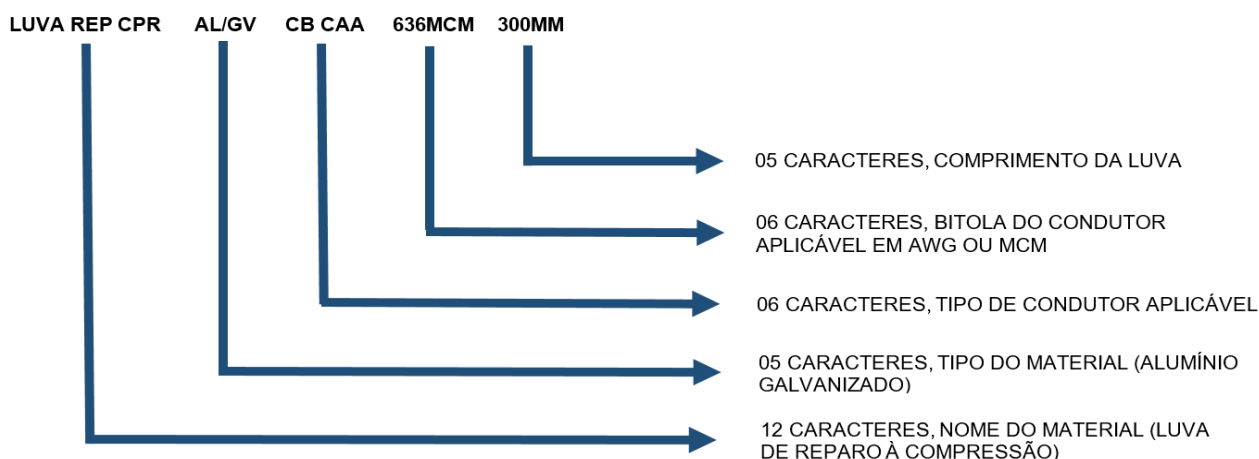 LUVA REP CPR AL/GV CB CAA 636MCM 300MM
05 CARACTERES, COMPRIMENTO DA LUVA
06 CARACTERES, BITOLA DO CONDUTOR
APLICÁVEL EM AWG OU MCM
06 CARACTERES, TIPO DE CONDUTOR APLICÁVEL
05 CARACTERES, TIPO DO MATERIAL (ALUMÍNIO
GALVANIZADO)
12 CARACTERES, NOME DO MATERIAL (LUVA
DE REPARO À COMPRESSÃO)